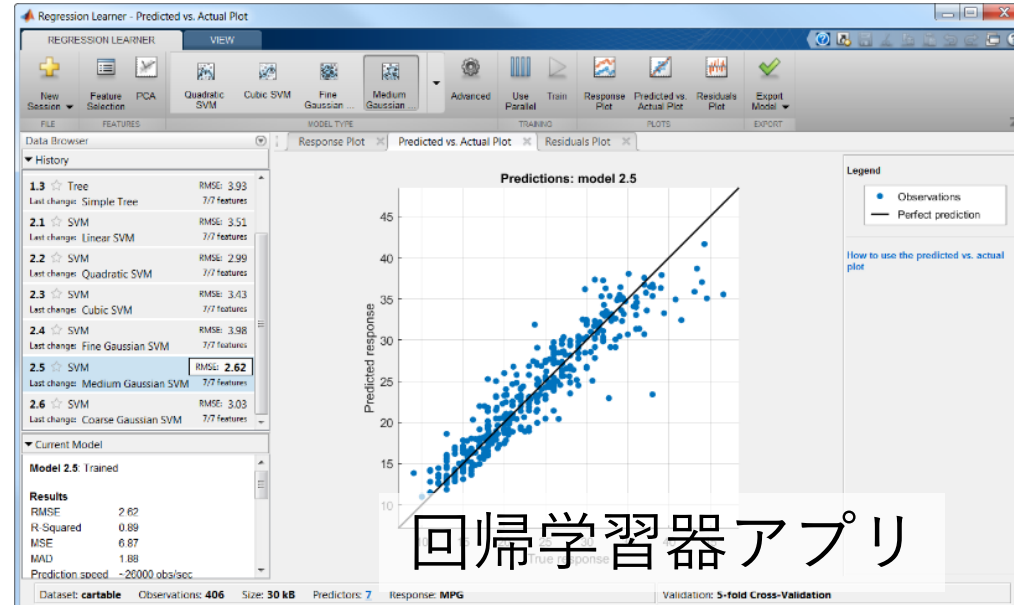 Regression Learner - Predicted vs. Actual Plot
REGRESSION LEARNER VIEW
New Session
Feature Selection
PCA
Quadratic SVM
Cubic SVM
Fine Gaussian ...
Medium Gaussian ...
Advanced
Use Parallel
Train
Response Plot
Predicted vs. Actual Plot
Residuals Plot
Export Model
FILE FEATURES MODEL TYPE TRAINING PLOTS EXPORT
Data Browser
Response Plot Predicted vs. Actual Plot Residuals Plot
History
1.3 Tree RMSE: 3.93
Last change: Simple Tree 7/7 features
2.1 SVM RMSE: 3.51
Last change: Linear SVM 7/7 features
2.2 SVM RMSE: 2.99
Last change: Quadratic SVM 7/7 features
2.3 SVM RMSE: 3.43
Last change: Cubic SVM 7/7 features
2.4 SVM RMSE: 3.98
Last change: Fine Gaussian SVM 7/7 features
2.5 SVM RMSE: 2.62
Last change: Medium Gaussian SVM 7/7 features
2.6 SVM RMSE: 3.03
Last change: Coarse Gaussian SVM 7/7 features
Current Model
Model 2.5: Trained
Results
RMSE 2.62
R-Squared 0.89
MSE 6.87
MAD 1.88
Prediction speed ~26000 obs/sec
Predictions: model 2.5
Predicted response
45
40
35
30
25
20
15
10
True response
Legend
Observations
Perfect prediction
How to use the predicted vs. actual
plot
回帰学習器アプリ
Dataset: cartable Observations: 406 Size: 30 kB Predictors: 7 Response: MPG Validation: 5-fold Cross-Validation